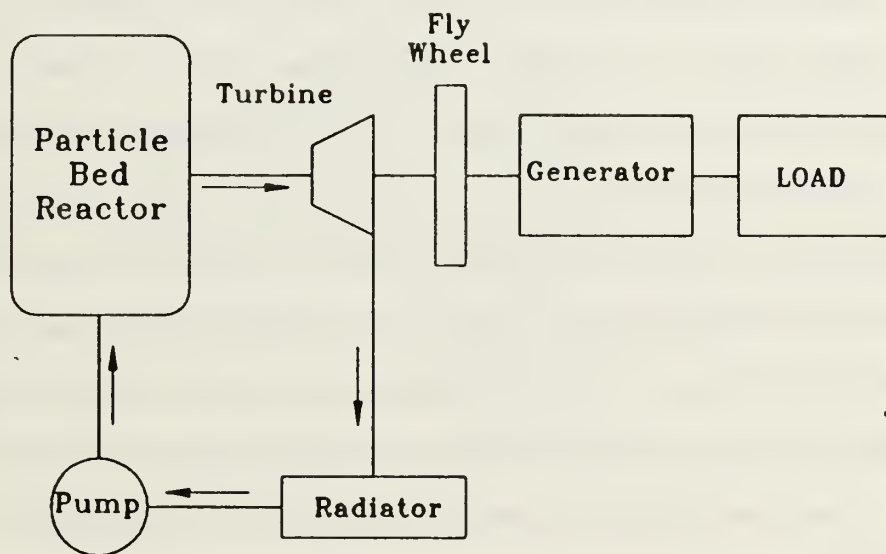 Fly
Wheel
Turbine
Particle
Bed
Reactor
Generator
LOAD
Pump
Radiator